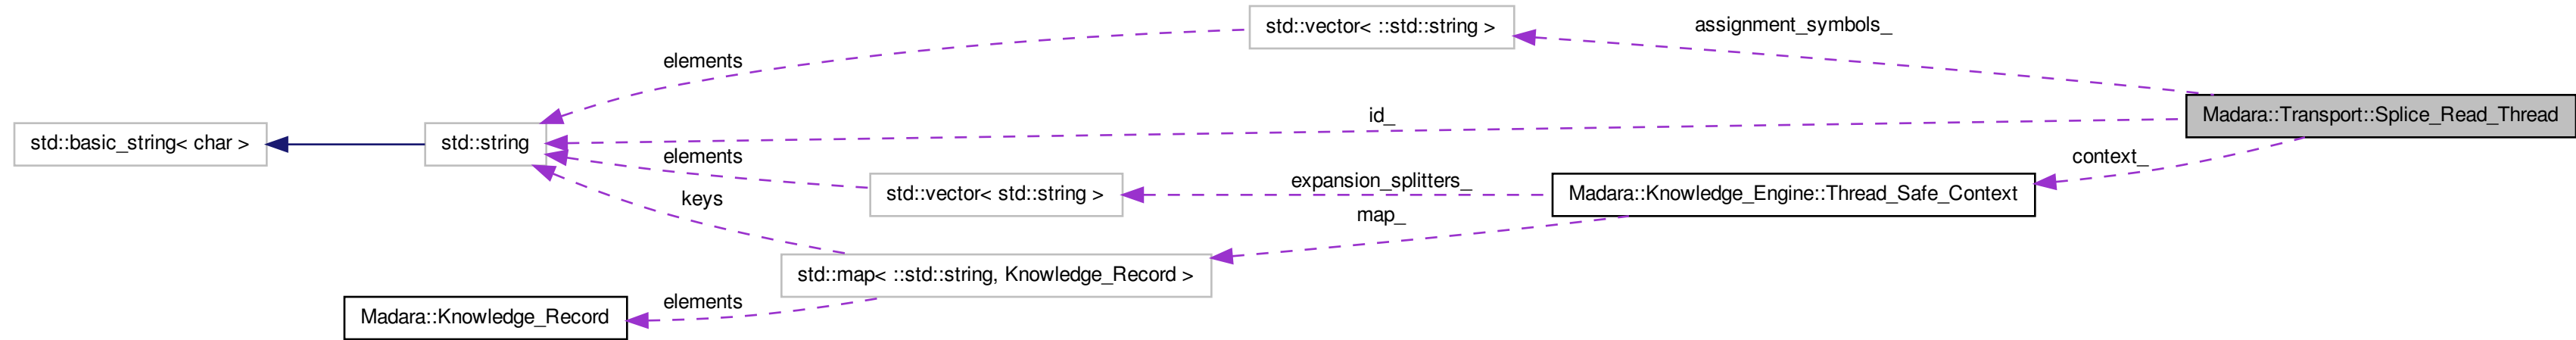 std::vector< ::std::string >
assignment_symbols_
elements
Madara::Transport::Splice_Read_Thread
id_
std::basic_string< char >
std::string
elements
context_
expansion_splitters_
std::vector< std::string >
Madara::Knowledge_Engine::Thread_Safe_Context
keys
map_
std::map< ::std::string, Knowledge_Record >
elements
Madara::Knowledge_Record